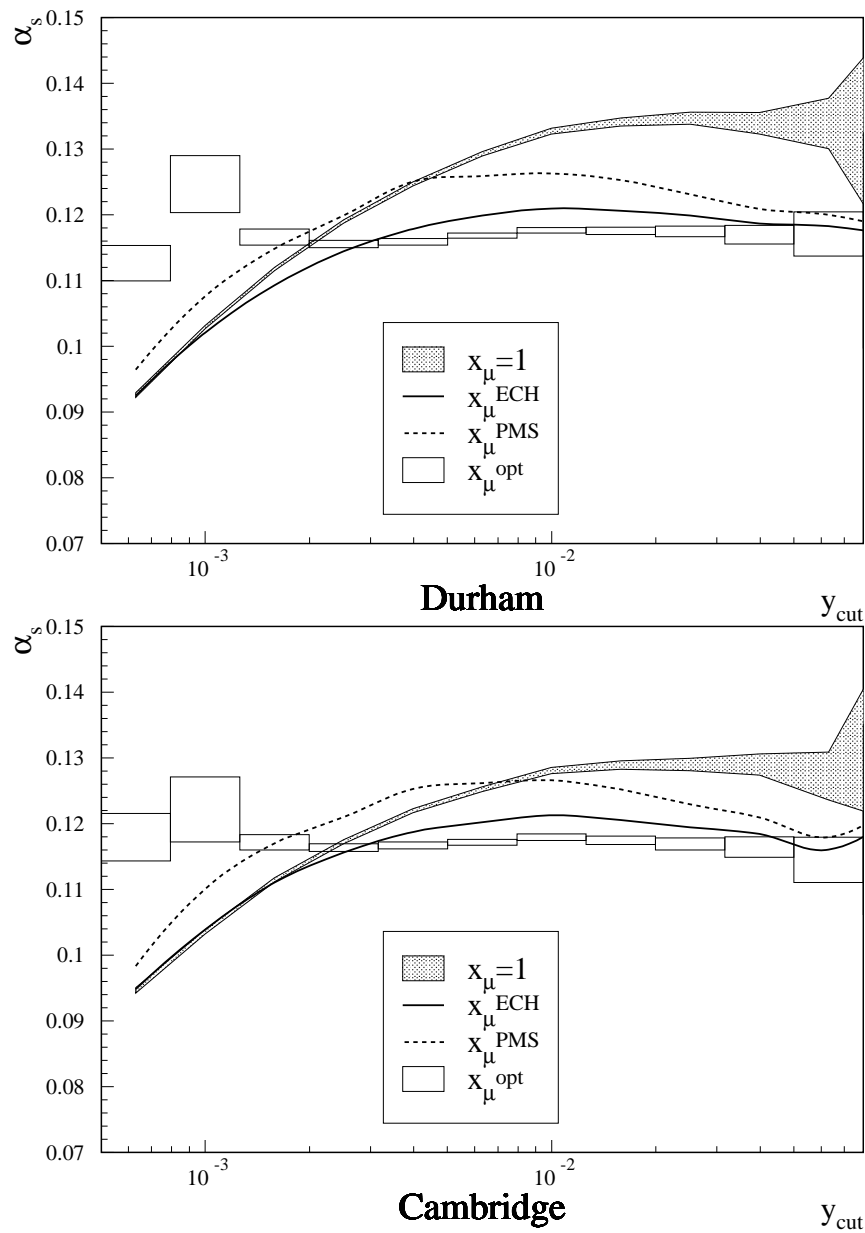 α_s
0.15
0.14
0.13
0.12
0.11
0.1
0.09
0.08
0.07
x_μ=1
x_μ^ECH
x_μ^PMS
x_μ^opt
10^-3
10^-2
Durham
y_cut
α_s
0.15
0.14
0.13
0.12
0.11
0.1
0.09
0.08
0.07
x_μ=1
x_μ^ECH
x_μ^PMS
x_μ^opt
10^-3
10^-2
Cambridge
y_cut